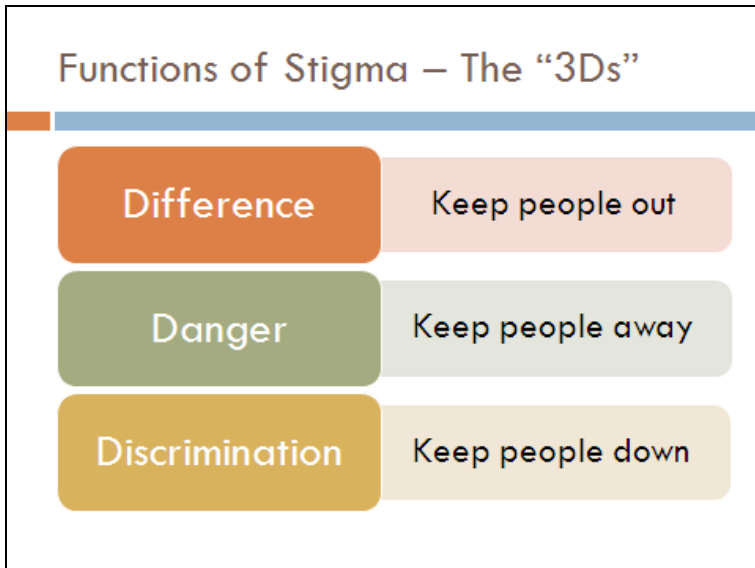 Functions of Stigma – The “3Ds”
Difference
Keep people out
Danger
Keep people away
Discrimination
Keep people down